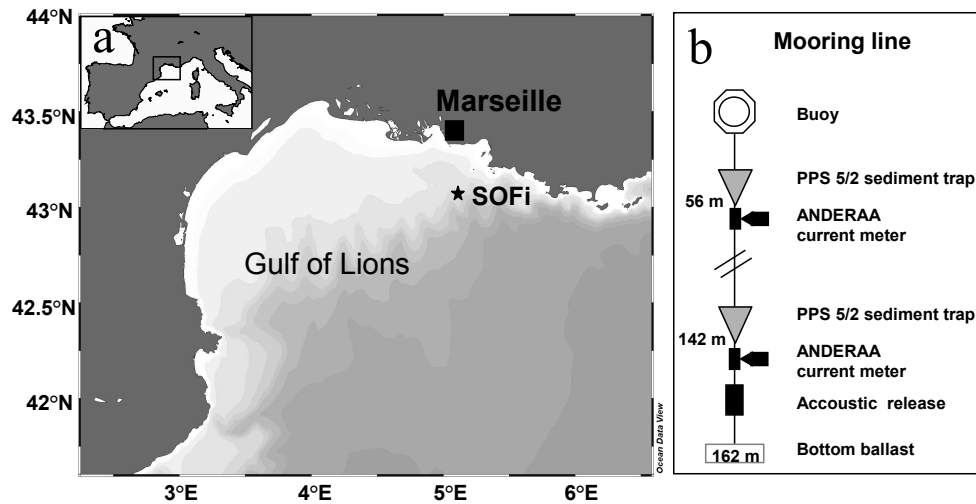 a
44°N
43.5°N
43°N
42.5°N
42°N
3°E
4°E
5°E
6°E
Marseille
SOFi
Gulf of Lions
Ocean Data View
b
Mooring line
Buoy
PPS 5/2 sediment trap
56 m
ANDERAA
current meter
PPS 5/2 sediment trap
142 m
ANDERAA
current meter
Accoustic release
162 m
Bottom ballast